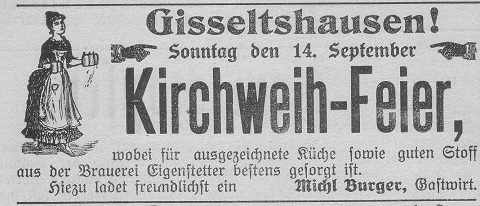 Gisseltshausen!
Sonntag den 14. September
Kirchweih-Feier,
wobei für ausgezeichnete Küche sowie guten Stoff
aus der Brauerei Eigenstetter bestens gesorgt ist.
Hiezu ladet freundlichst ein Michl Burger, Gastwirt.